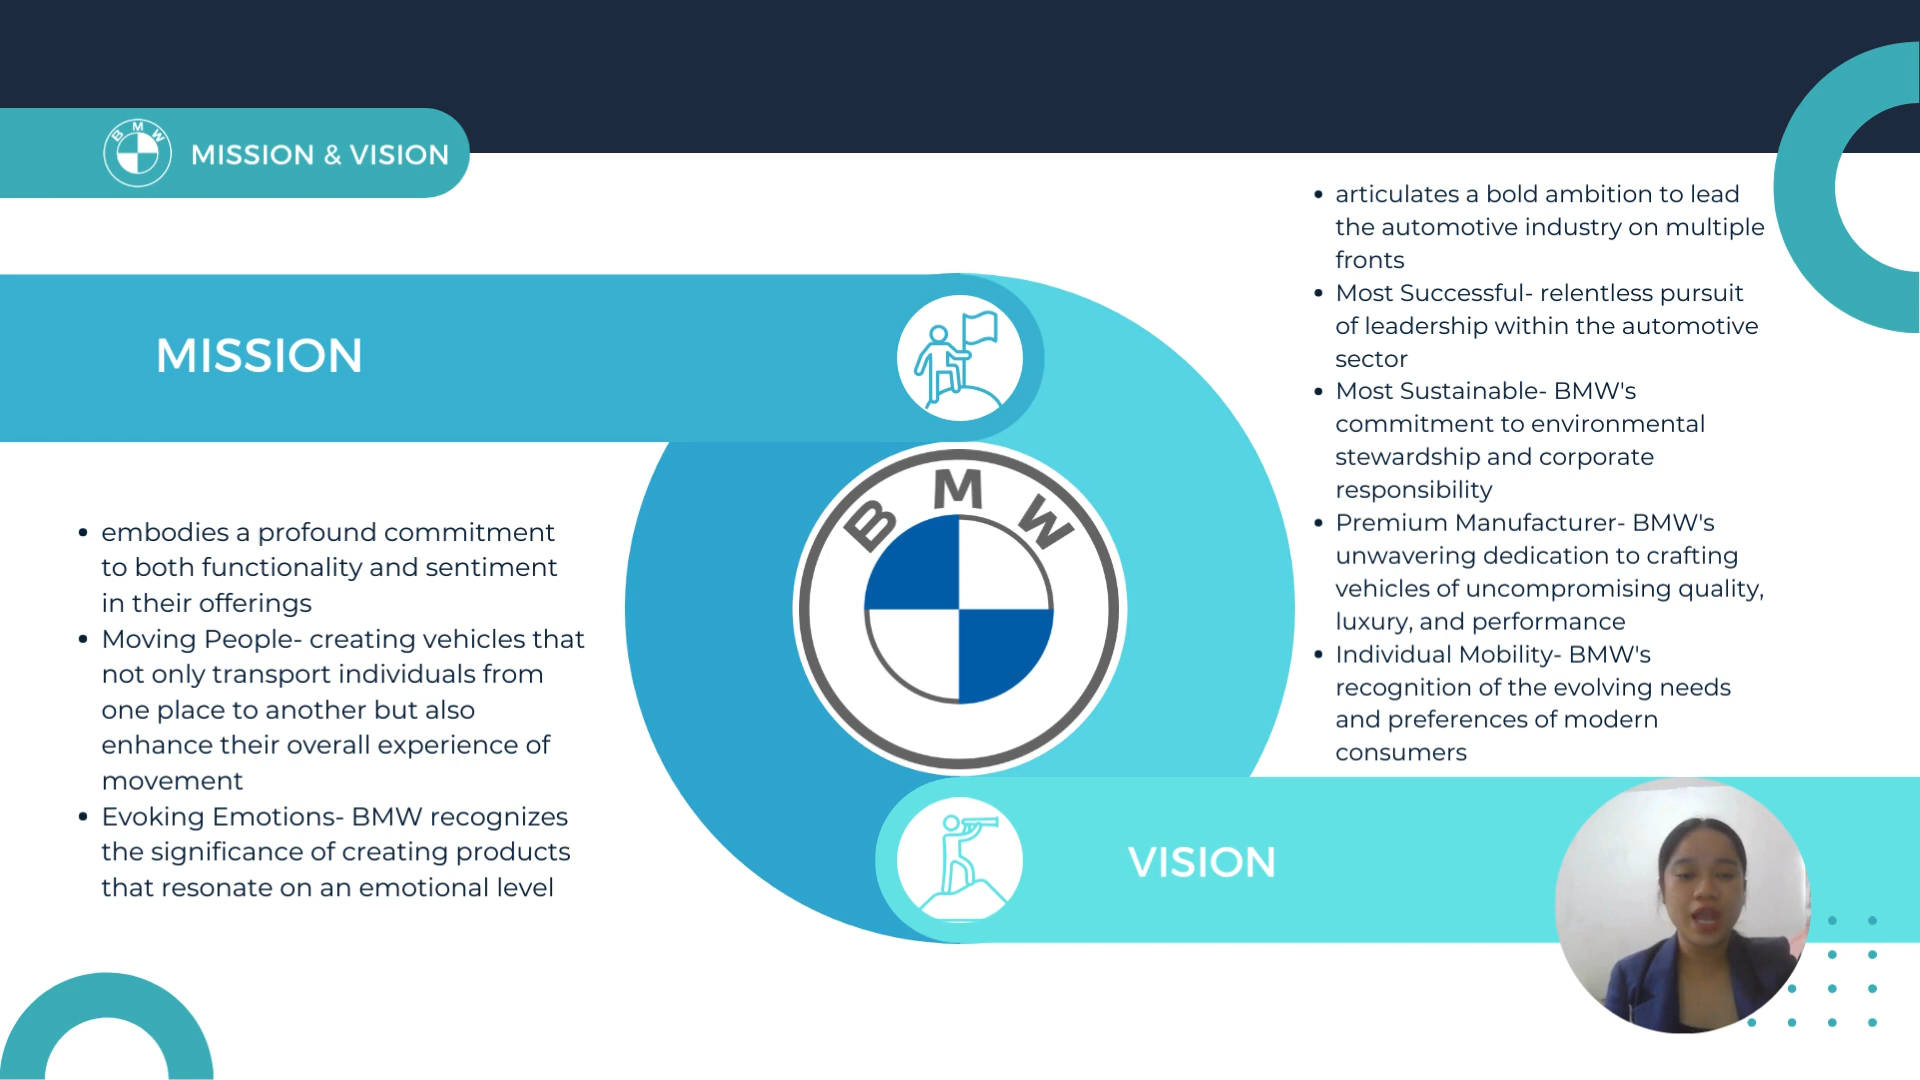 BMW
MISSION & VISION
MISSION
embodies a profound commitment
to both functionality and sentiment
in their offerings
Moving People- creating vehicles that
not only transport individuals from
one place to another but also
enhance their overall experience of
movement
Evoking Emotions- BMW recognizes
the significance of creating products
that resonate on an emotional level
BMW
articulates a bold ambition to lead
the automotive industry on multiple
fronts
Most Successful- relentless pursuit
of leadership within the automotive
sector
Most Sustainable- BMW's
commitment to environmental
stewardship and corporate
responsibility
Premium Manufacturer- BMW's
unwavering dedication to crafting
vehicles of uncompromising quality,
luxury, and performance
Individual Mobility- BMW's
recognition of the evolving needs
and preferences of modern
consumers
VISION